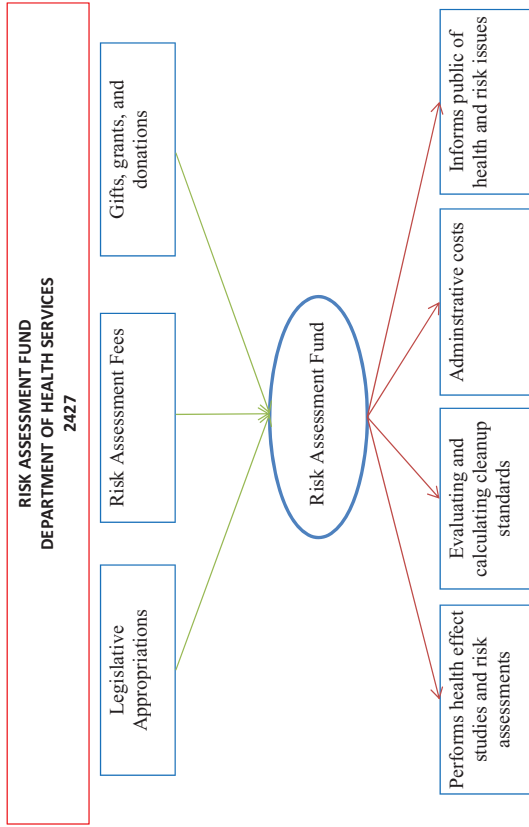 RISK ASSESSMENT FUND
DEPARTMENT OF HEALTH SERVICES
2427
Legislative
Appropriations
Risk Assessment Fees
Gifts, grants, and
donations
Risk Assessment Fund
Performs health effect
studies and risk
assessments
Evaluating and
calculating cleanup
standards
Adminstrative costs
Informs public of
health and risk issues